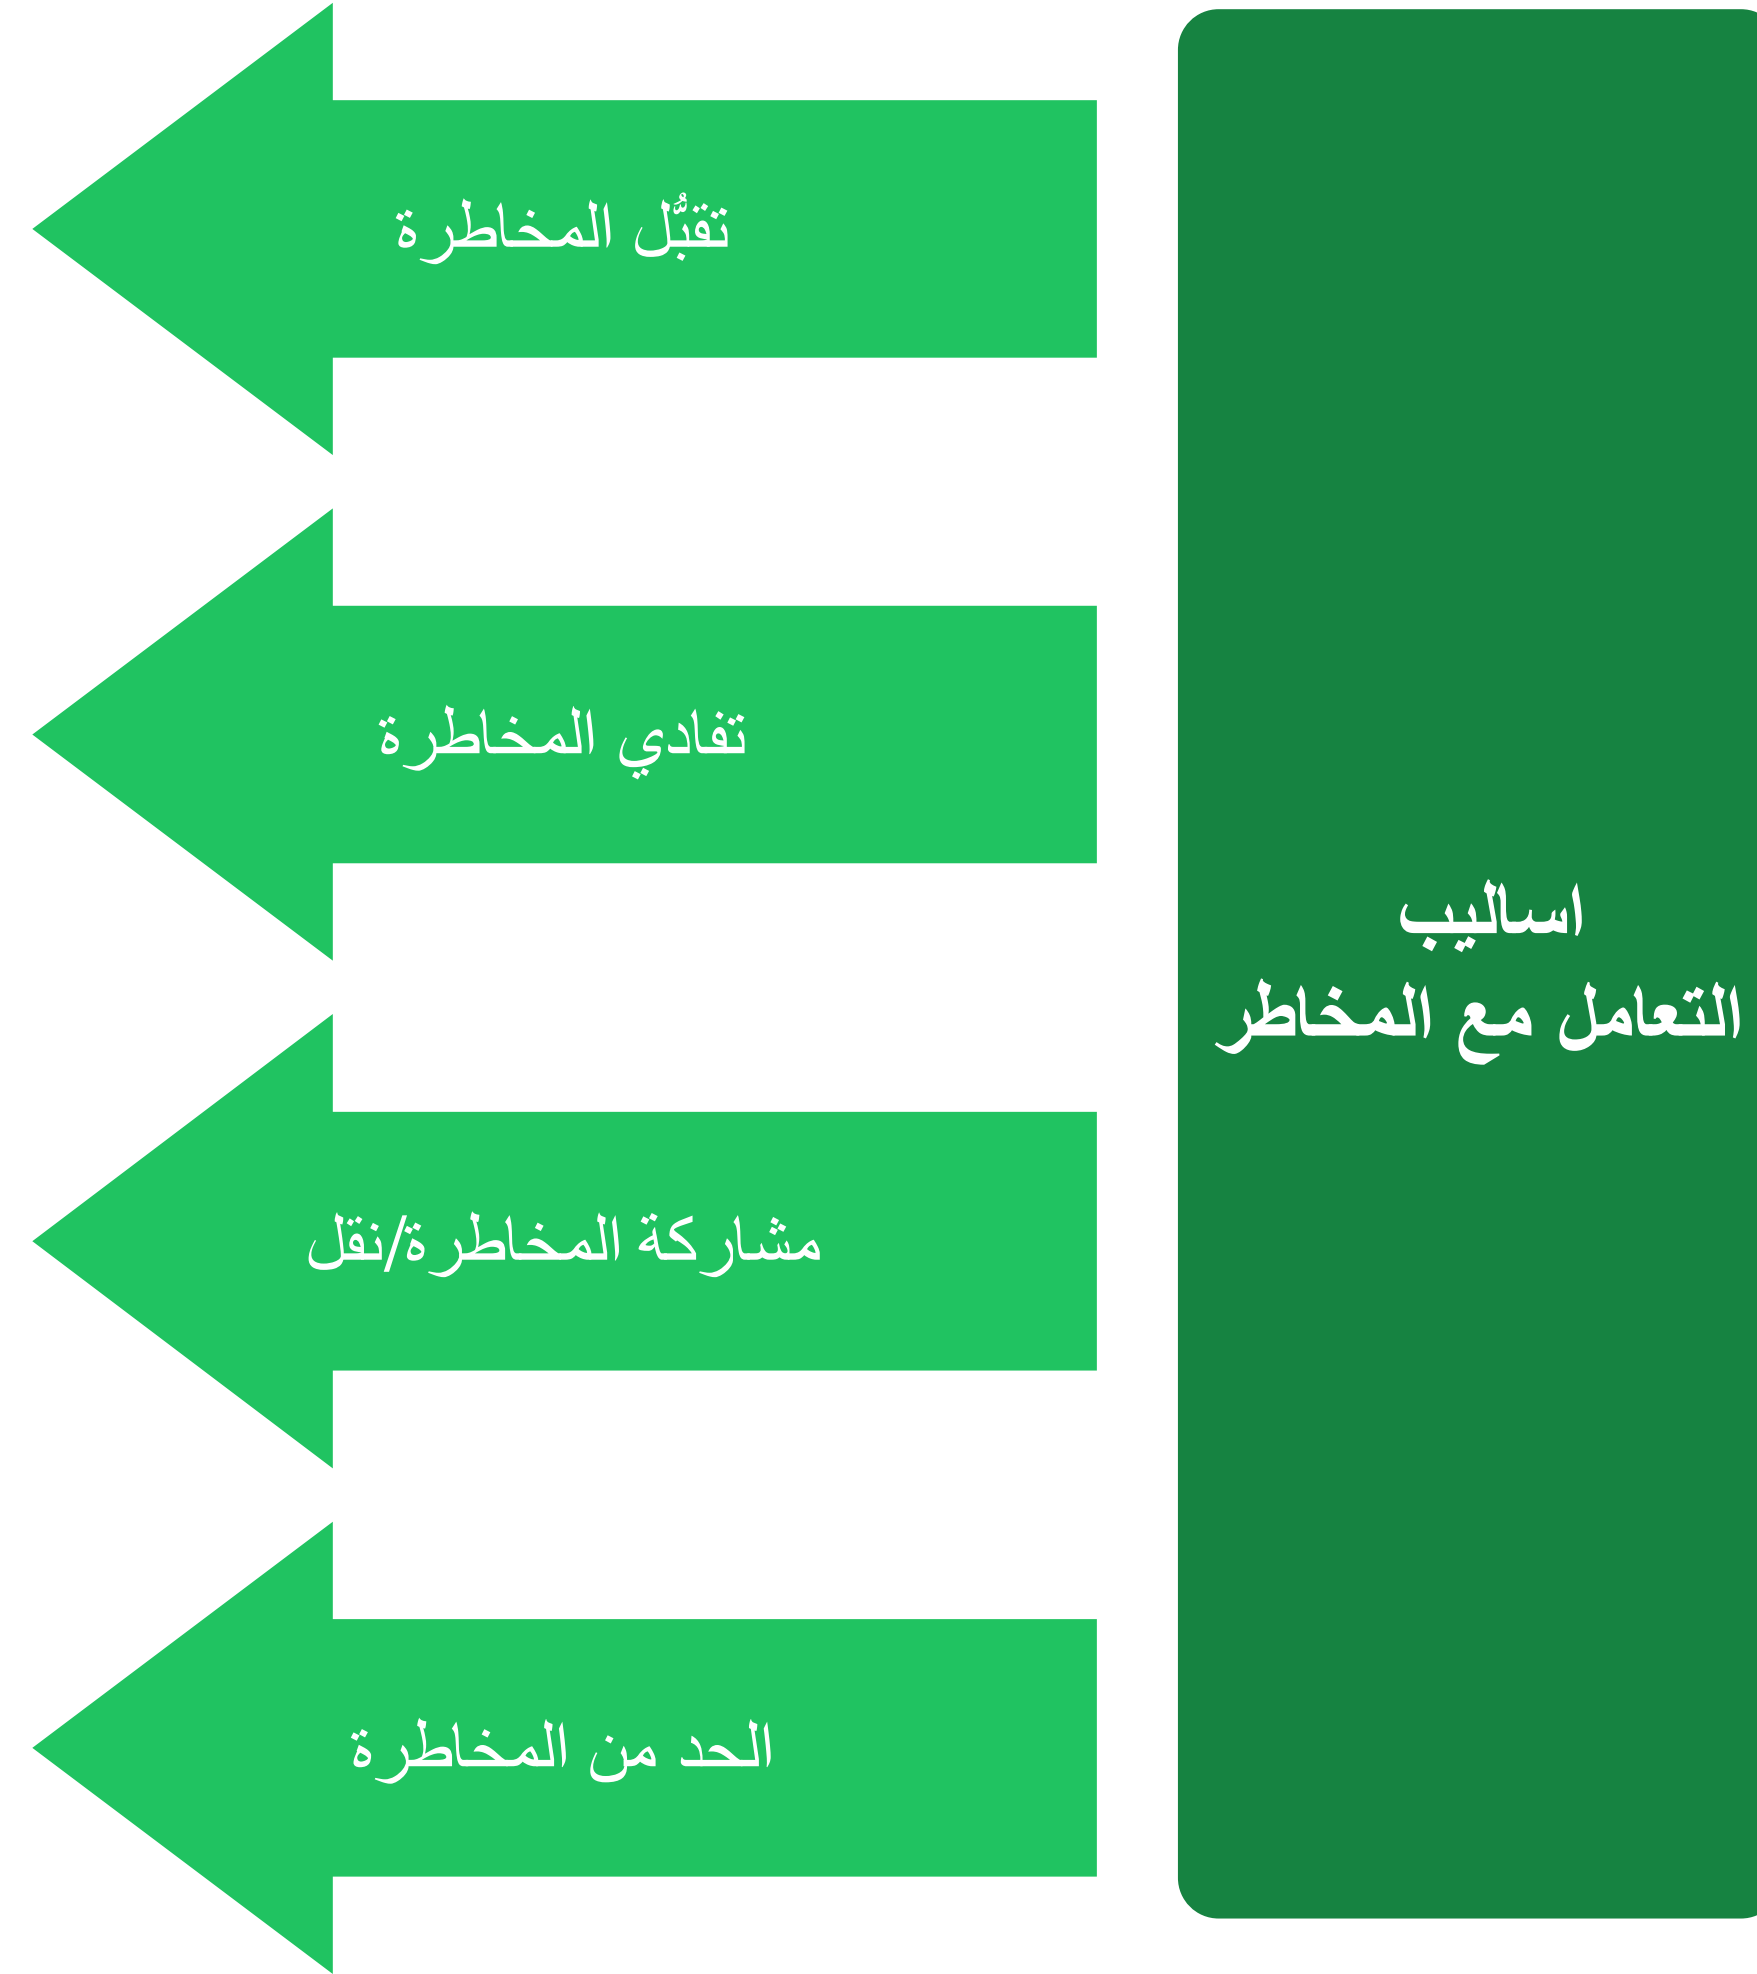 اساليب
التعامل مع المخاطر
تقبُّل المخاطرة
تفادي المخاطرة
مشاركة المخاطرة/نقل
الحد من المخاطرة